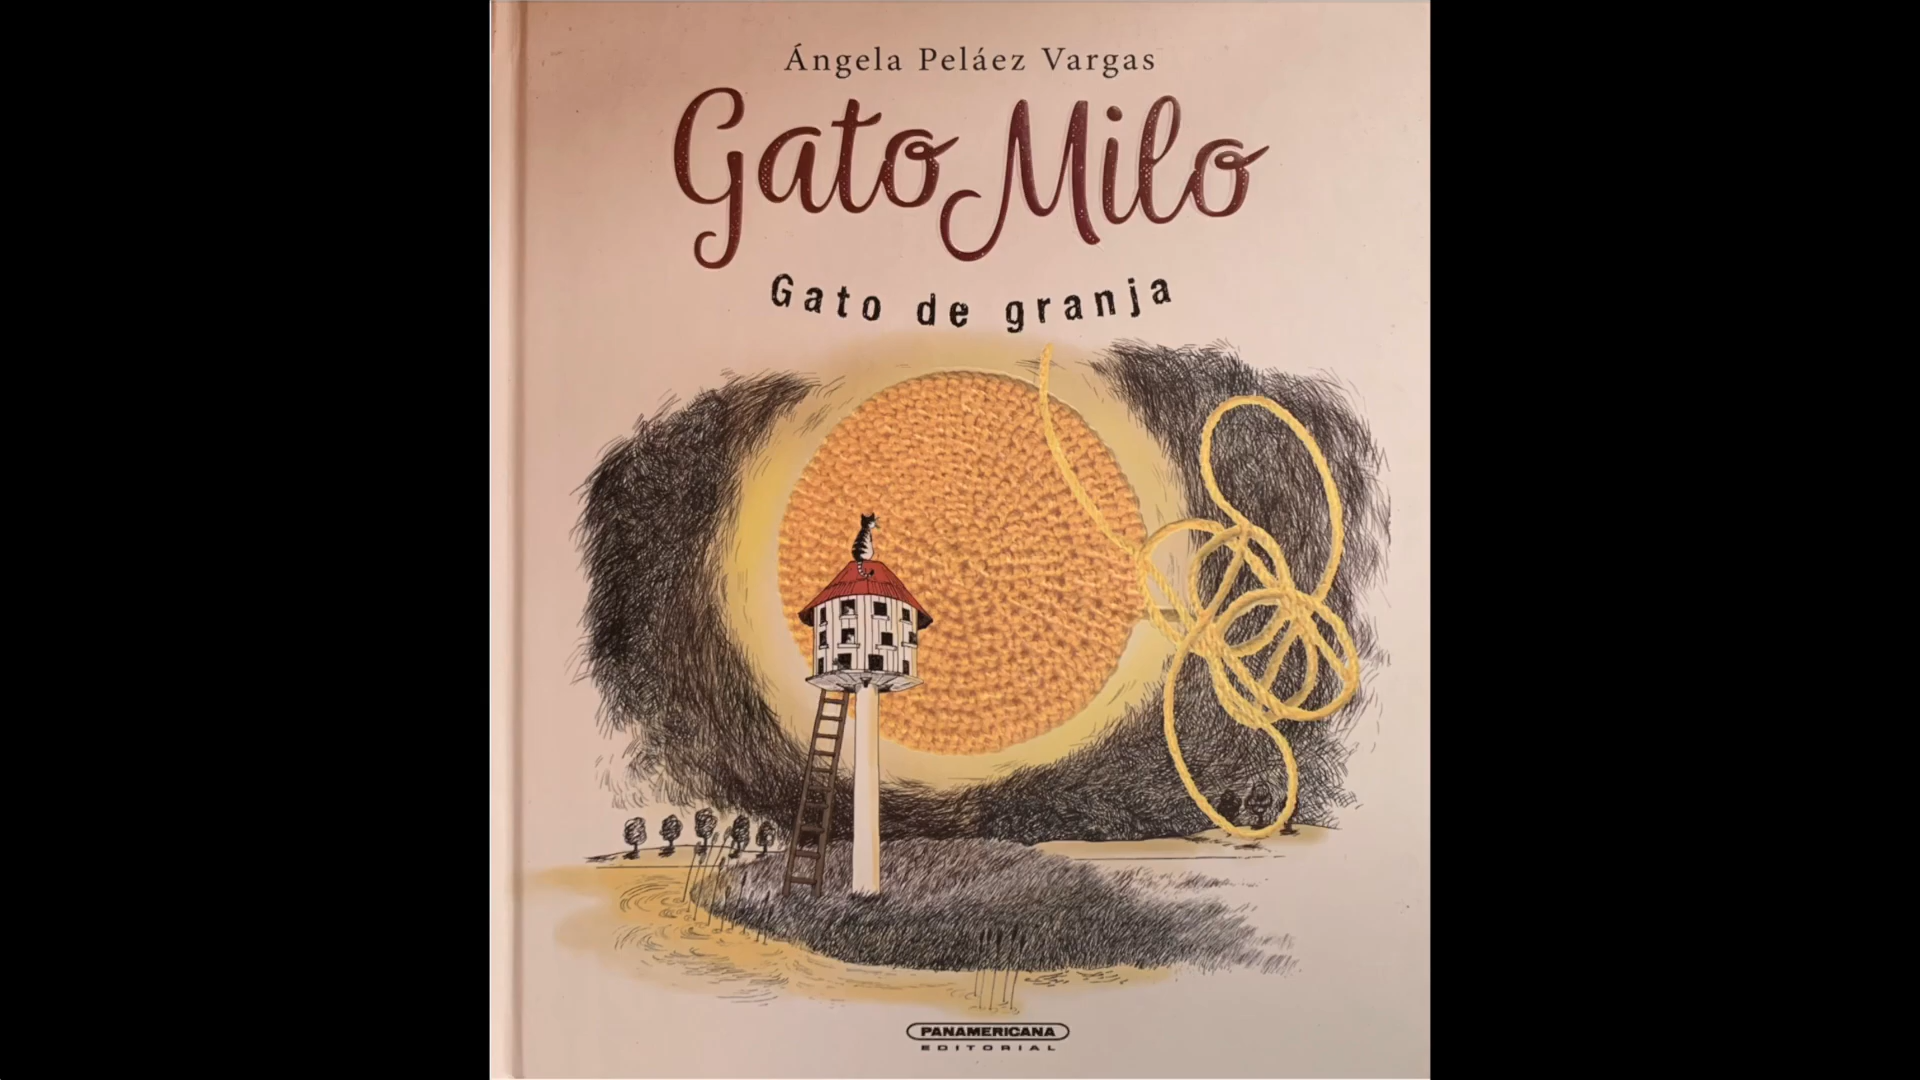 Ángela Peláez Vargas
Gato Milo
Gato de granja
PANAMERICANA
EDITORIAL